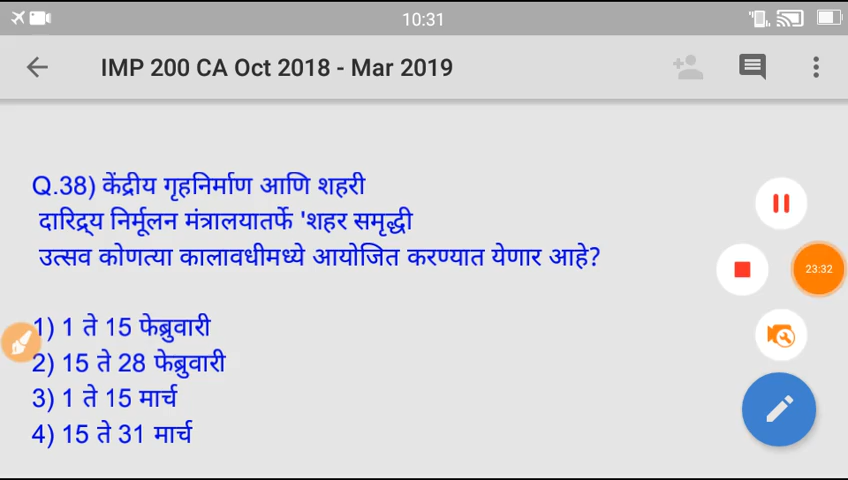 10:31
IMP 200 CA Oct 2018 - Mar 2019
Q.38) केंद्रीय गृहनिर्माण आणि शहरी
दारिद्र्य निर्मूलन मंत्रालयातर्फे 'शहर समृद्धी
उत्सव कोणत्या कालावधीमध्ये आयोजित करण्यात येणार आहे?
23:32
1) 1 ते 15 फेब्रुवारी
2) 15 ते 28 फेब्रुवारी
3) 1 ते 15 मार्च
4) 15 ते 31 मार्च